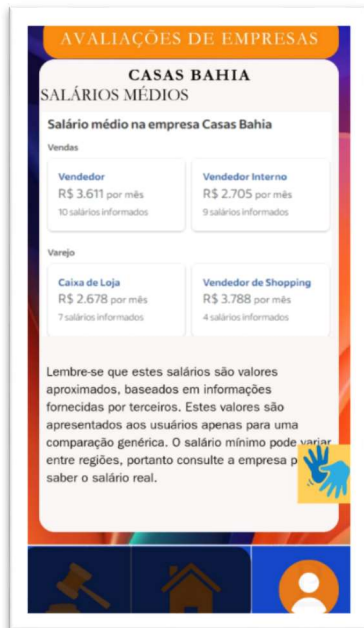 AVALIAÇÕES DE EMPRESAS
CASAS BAHIA
SALÁRIOS MÉDIOS
Salário médio na empresa Casas Bahia
Vendas
Vendedor
R$ 3.611 por mês
10 salários informados
Vendedor Interno
R$ 2.705 por mês
9 salários informados
Varejo
Caixa de Loja
R$ 2.678 por mês
7 salários informados
Vendedor de Shopping
R$ 3.788 por mês
4 salários informados
Lembre-se que estes salários são valores
aproximados, baseados em informações
fornecidas por terceiros. Estes valores são
apresentados aos usuários apenas para uma
comparação genérica. O salário mínimo pode variar
entre regiões, portanto consulte a empresa p
saber o salário real.